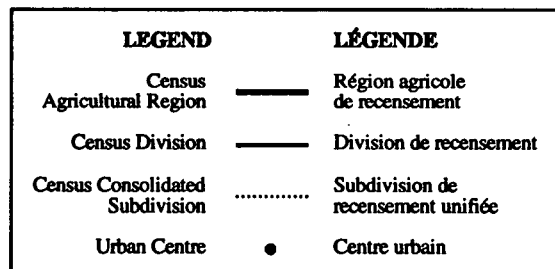 LEGEND LÉGENDE
Census Région agricole
Agricultural Region de recensement
Census Division Division de recensement
Census Consolidated Subdivision de
Subdivision recensement unifiée
Urban Centre Centre urbain